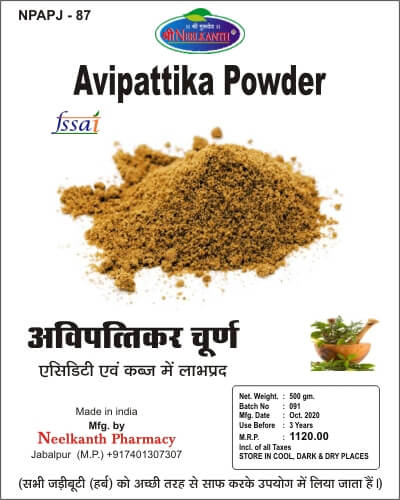 NPAPJ - 87
॥ श्री गुरुदेव ॥
श्री NEELKANTH
Avipattika Powder
fssai
अविपत्तिकर चूर्ण
एसिडिटी एवं कब्ज में लाभप्रद
Made in india
Mfg. by
Neelkanth Pharmacy
Jabalpur (M.P.) +917401307307
Net. Weight. : 500 gm.
Batch No : 091
Mfg. Date : Oct. 2020
Use Before : 3 Years
M.R.P. : 1120.00
Incl. of all Taxes
STORE IN COOL, DARK & DRY PLACES
(सभी जड़ीबूटी (हर्ब) को अच्छी तरह से साफ करके उपयोग में लिया जाता हैं।)